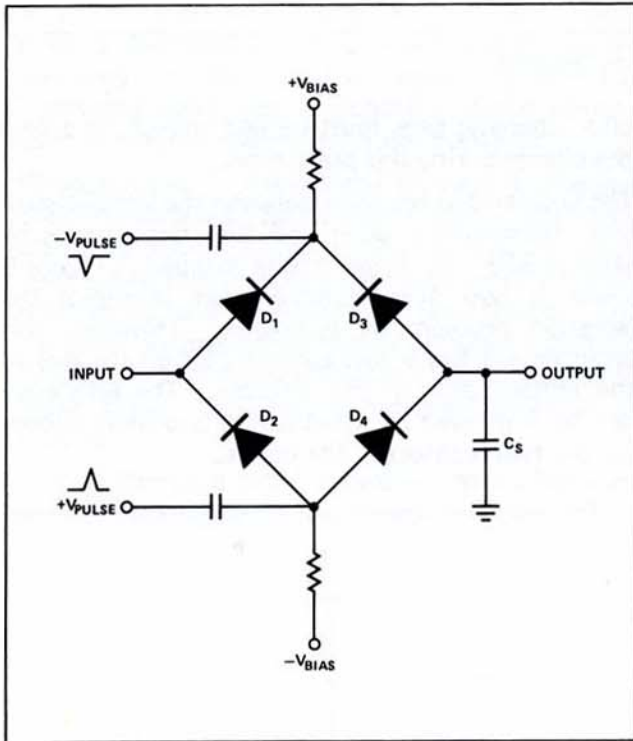 +VBIAS
−VPULSE
D1
D3
INPUT
OUTPUT
D2
D4
CS
+VPULSE
−VBIAS